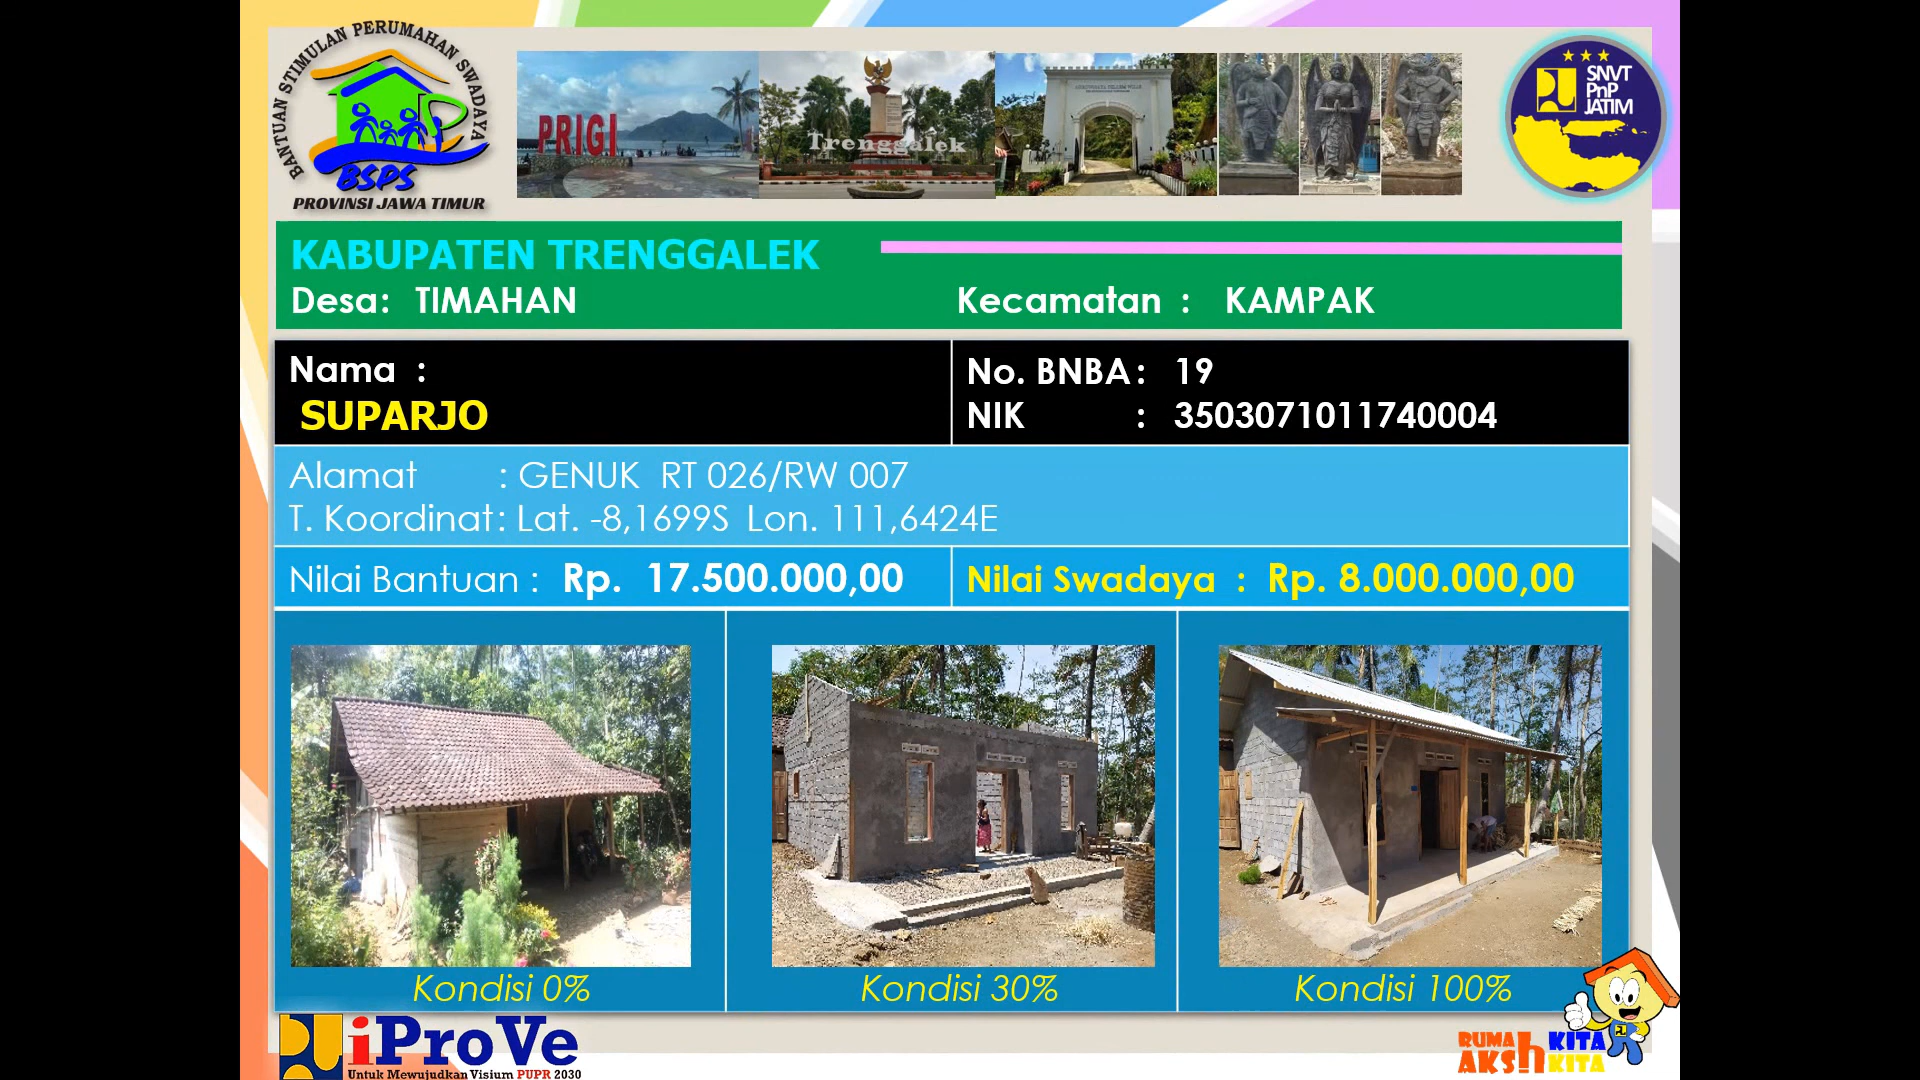 BANTUAN STIMULAN PERUMAHAN SWADAYA
BSPS
PROVINSI JAWA TIMUR
PRIGI
Trenggalek
SNVT
PnP
JATIM
KABUPATEN TRENGGALEK
Desa: TIMAHAN
Kecamatan : KAMPAK
Nama :
SUPARJO
No. BNBA : 19
NIK : 3503071011740004
Alamat : GENUK RT 026/RW 007
T. Koordinat : Lat. -8,1699S Lon. 111,6424E
Nilai Bantuan : Rp. 17.500.000,00
Nilai Swadaya : Rp. 8.000.000,00
Kondisi 0%
Kondisi 30%
Kondisi 100%
iProVe
Untuk Mewujudkan Visium PUPR 2030
RUMAh KITA
AKSh KITA